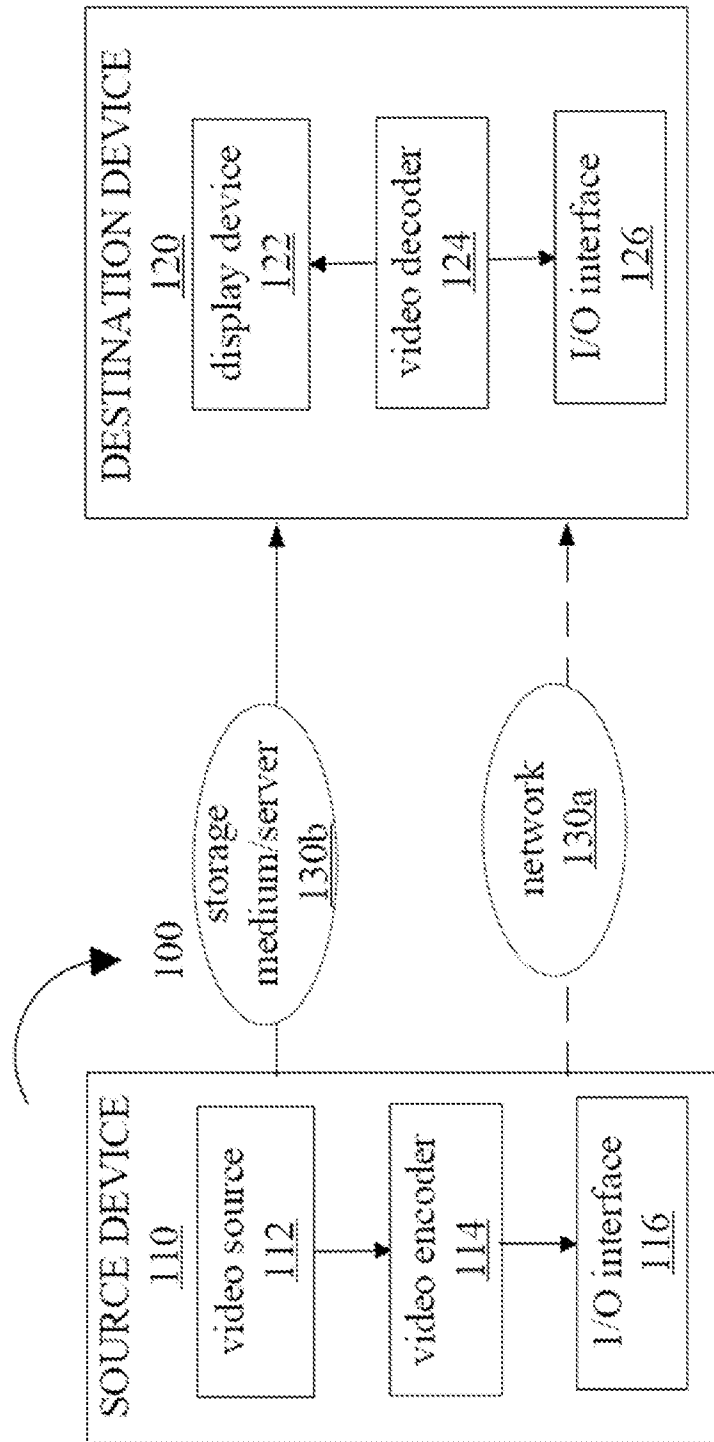 100
SOURCE DEVICE
110
video source
112
video encoder
114
I/O interface
116
storage
medium/server
130b
network
130a
DESTINATION DEVICE
120
display device
122
video decoder
124
I/O interface
126